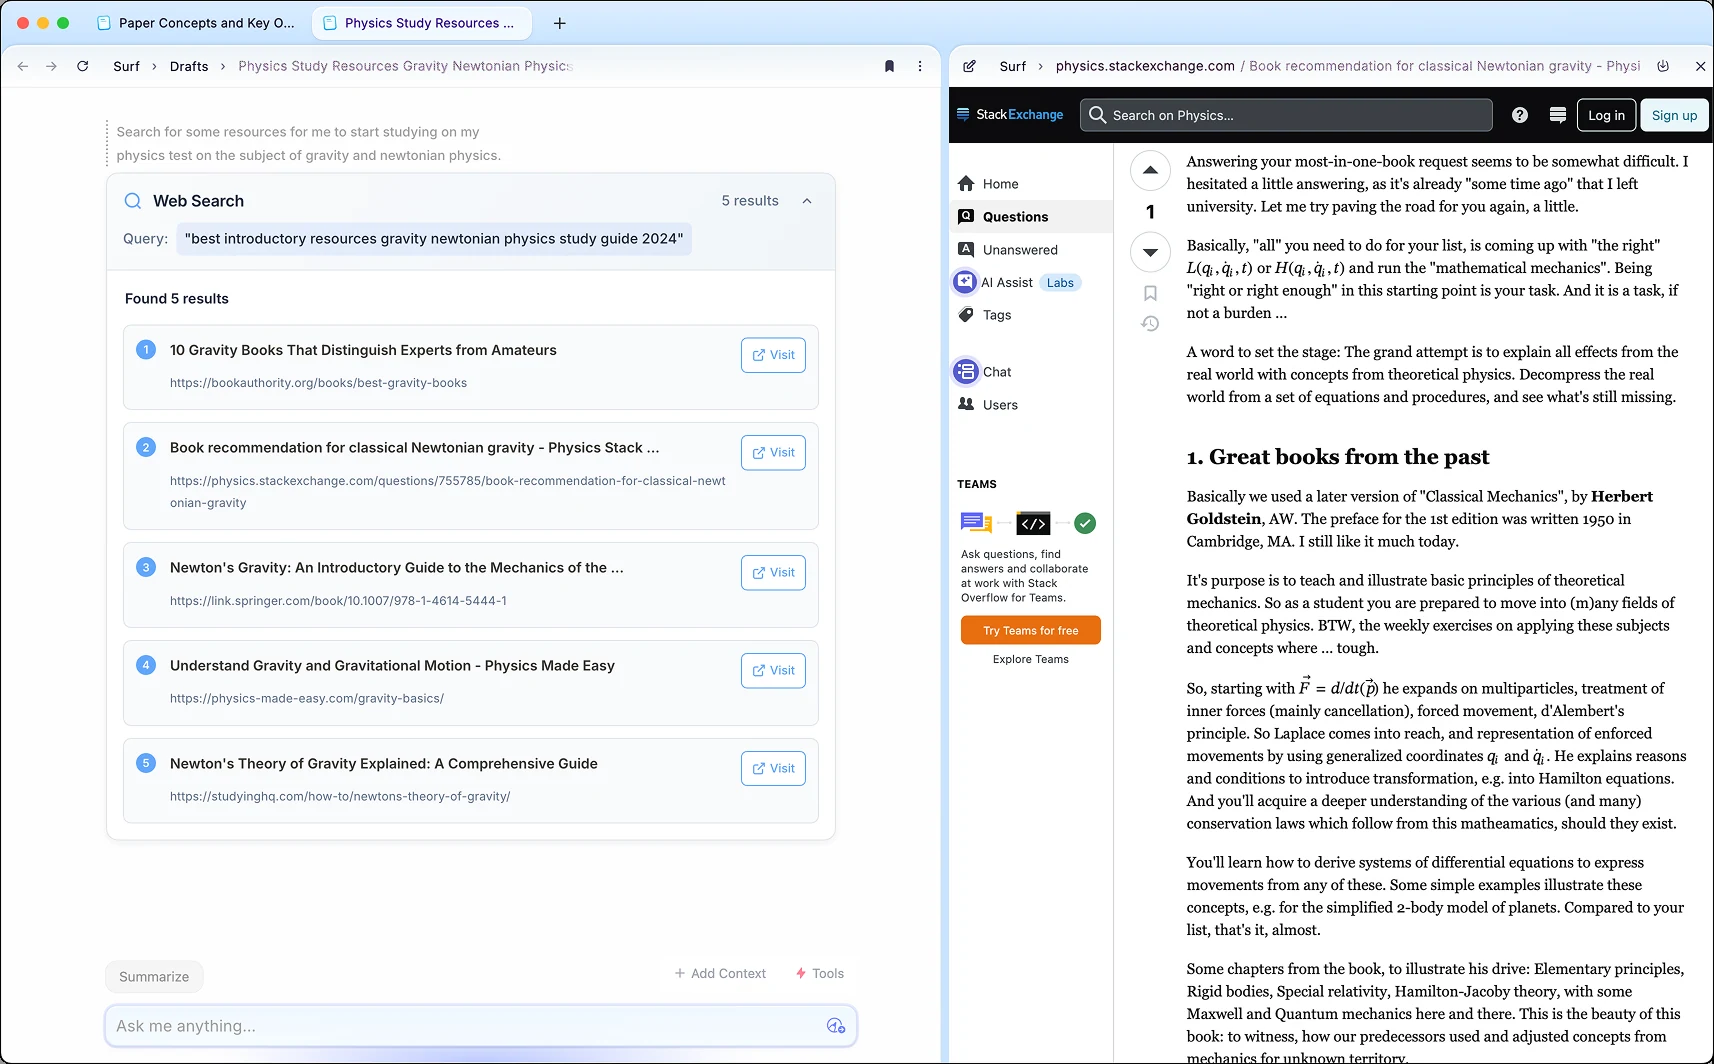 Paper Concepts and Key O...
Physics Study Resources ...
Surf > Drafts > Physics Study Resources Gravity Newtonian Physics
Search for some resources for me to start studying on my
physics test on the subject of gravity and newtonian physics.
Web Search
5 results
Query: "best introductory resources gravity newtonian physics study guide 2024"
Found 5 results
1
10 Gravity Books That Distinguish Experts from Amateurs
Visit
https://bookauthority.org/books/best-gravity-books
2
Book recommendation for classical Newtonian gravity - Physics Stack ...
Visit
https://physics.stackexchange.com/questions/755785/book-recommendation-for-classical-newt
onian-gravity
3
Newton's Gravity: An Introductory Guide to the Mechanics of the ...
Visit
https://link.springer.com/book/10.1007/978-1-4614-5444-1
4
Understand Gravity and Gravitational Motion - Physics Made Easy
Visit
https://physics-made-easy.com/gravity-basics/
5
Newton's Theory of Gravity Explained: A Comprehensive Guide
Visit
https://studyinghq.com/how-to/newtons-theory-of-gravity/
Summarize
+ Add Context
Tools
Ask me anything...
Surf > physics.stackexchange.com / Book recommendation for classical Newtonian gravity - Physi
StackExchange
Search on Physics...
Log in
Sign up
Home
Questions
Unanswered
AI Assist Labs
Tags
Chat
Users
TEAMS
Ask questions, find
answers and collaborate
at work with Stack
Overflow for Teams.
Try Teams for free
Explore Teams
1
Answering your most-in-one-book request seems to be somewhat difficult. I
hesitated a little answering, as it's already "some time ago" that I left
university. Let me try paving the road for you again, a little.
Basically, "all" you need to do for your list, is coming up with "the right"
L(qᵢ, q̇ᵢ, t) or H(qᵢ, q̇ᵢ, t) and run the "mathematical mechanics". Being
"right or right enough" in this starting point is your task. And it is a task, if
not a burden ...
A word to set the stage: The grand attempt is to explain all effects from the
real world with concepts from theoretical physics. Decompress the real
world from a set of equations and procedures, and see what's still missing.
1. Great books from the past
Basically we used a later version of "Classical Mechanics", by Herbert
Goldstein, AW. The preface for the 1st edition was written 1950 in
Cambridge, MA. I still like it much today.
It's purpose is to teach and illustrate basic principles of theoretical
mechanics. So as a student you are prepared to move into (m)any fields of
theoretical physics. BTW, the weekly exercises on applying these subjects
and concepts where ... tough.
So, starting with F⃗ = d/dt(p⃗) he expands on multiparticles, treatment of
inner forces (mainly cancellation), forced movement, d'Alembert's
principle. So Laplace comes into reach, and representation of enforced
movements by using generalized coordinates qᵢ and q̇ᵢ. He explains reasons
and conditions to introduce transformation, e.g. into Hamilton equations.
And you'll acquire a deeper understanding of the various (and many)
conservation laws which follow from this matheamatics, should they exist.
You'll learn how to derive systems of differential equations to express
movements from any of these. Some simple examples illustrate these
concepts, e.g. for the simplified 2-body model of planets. Compared to your
list, that's it, almost.
Some chapters from the book, to illustrate his drive: Elementary principles,
Rigid bodies, Special relativity, Hamilton-Jacoby theory, with some
Maxwell and Quantum mechanics here and there. This is the beauty of this
book: to witness, how our predecessors used and adjusted concepts from
mechanics for unknown territory.